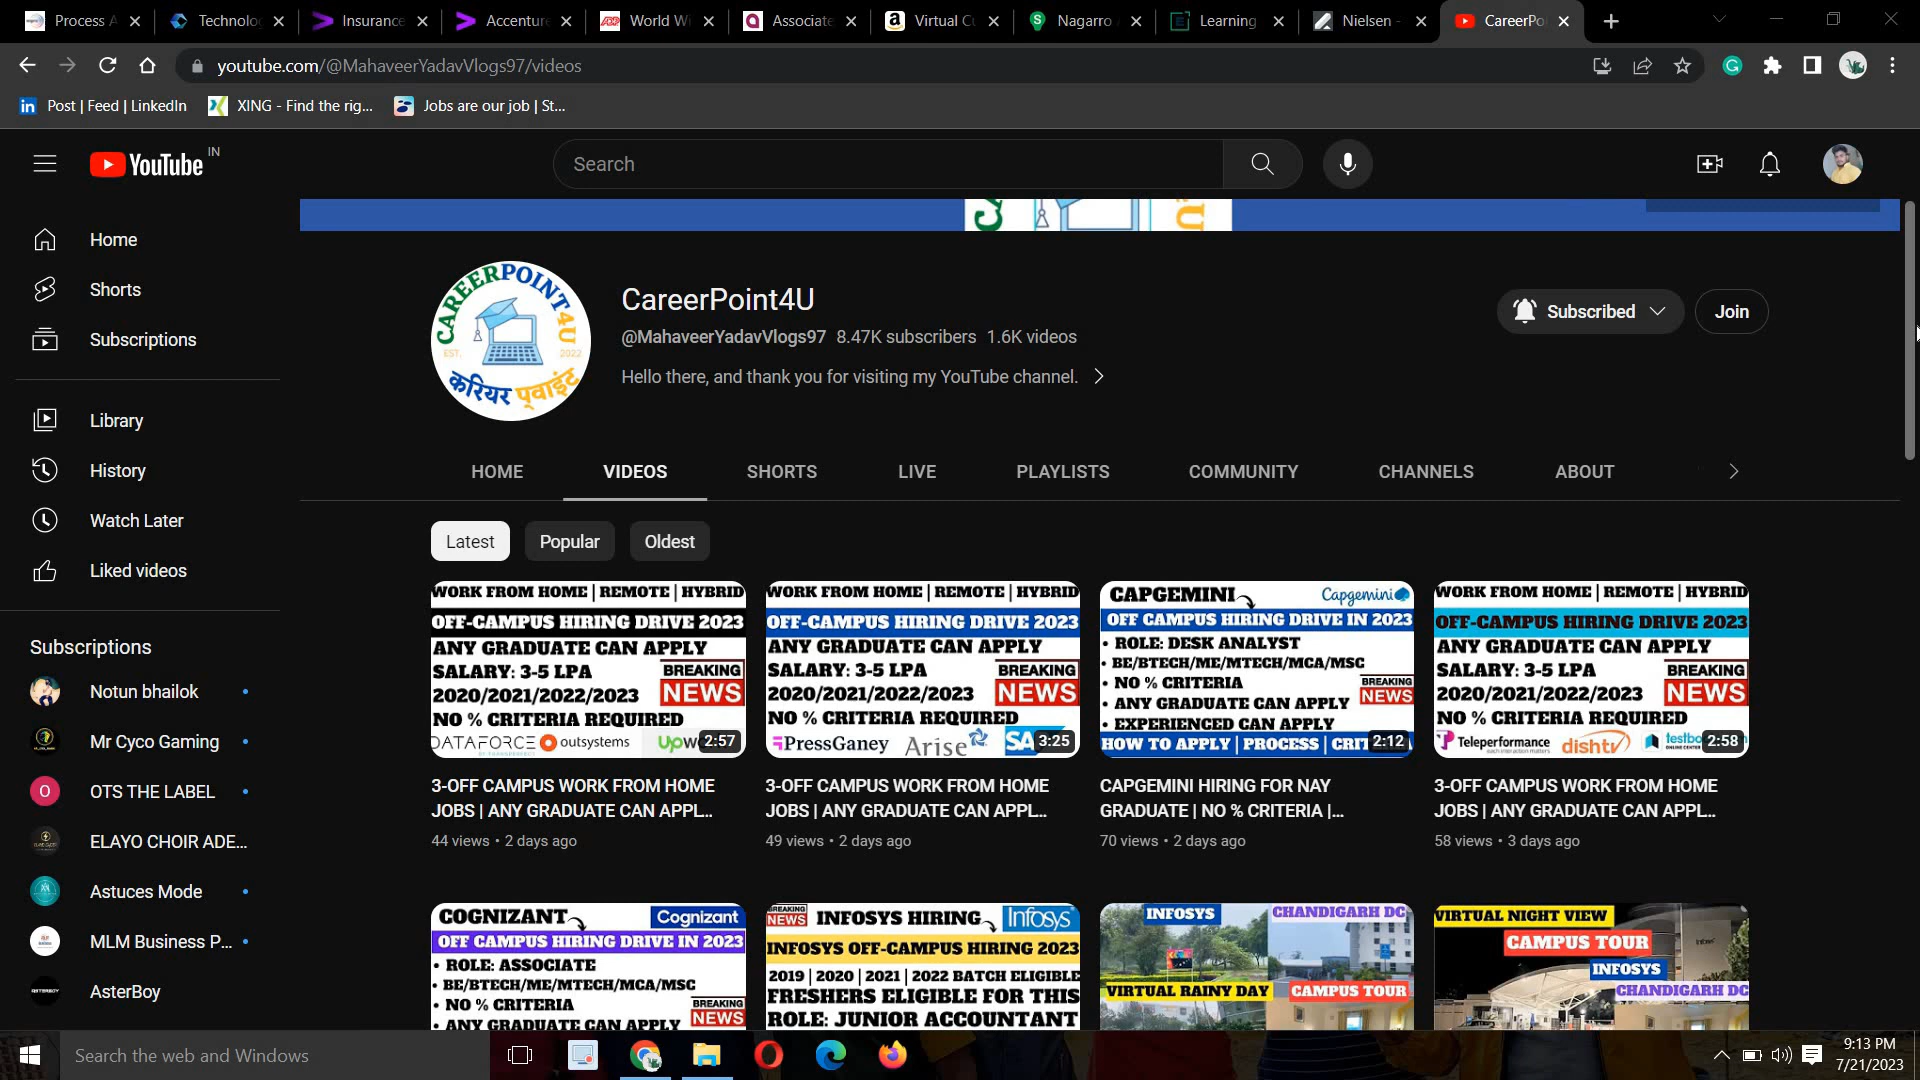 Process A
Technolo
Insurance
Accenture
World Wi
Associate
Virtual Cu
Nagarro
Learning
Nielsen -
CareerPo
youtube.com/@MahaveerYadavVlogs97/videos
Post | Feed | LinkedIn
XING - Find the rig...
Jobs are our job | St...
YouTube IN
Search
Home
Shorts
Subscriptions
Library
History
Watch Later
Liked videos
Subscriptions
Notun bhailok
Mr Cyco Gaming
OTS THE LABEL
ELAYO CHOIR ADE...
Astuces Mode
MLM Business P...
AsterBoy
CAREERPOINT4U
EST. 2022
करियर प्वाइंट
CareerPoint4U
@MahaveerYadavVlogs97 8.47K subscribers 1.6K videos
Hello there, and thank you for visiting my YouTube channel.
Subscribed
Join
HOME VIDEOS SHORTS LIVE PLAYLISTS COMMUNITY CHANNELS ABOUT
Latest Popular Oldest
WORK FROM HOME | REMOTE | HYBRID
OFF-CAMPUS HIRING DRIVE 2023
ANY GRADUATE CAN APPLY
SALARY: 3-5 LPA
2020/2021/2022/2023
BREAKING
NEWS
NO % CRITERIA REQUIRED
DATAFORCE outsystems Upw
2:57
3-OFF CAMPUS WORK FROM HOME
JOBS | ANY GRADUATE CAN APPL...
44 views • 2 days ago
WORK FROM HOME | REMOTE | HYBRID
OFF-CAMPUS HIRING DRIVE 2023
ANY GRADUATE CAN APPLY
SALARY: 3-5 LPA
2020/2021/2022/2023
BREAKING
NEWS
NO % CRITERIA REQUIRED
PressGaney Arise SA
3:25
3-OFF CAMPUS WORK FROM HOME
JOBS | ANY GRADUATE CAN APPL...
49 views • 2 days ago
CAPGEMINI
Capgemini
OFF CAMPUS HIRING DRIVE IN 2023
• ROLE: DESK ANALYST
• BE/BTECH/ME/MTECH/MCA/MSC
• NO % CRITERIA
• ANY GRADUATE CAN APPLY
• EXPERIENCED CAN APPLY
BREAKING
NEWS
HOW TO APPLY | PROCESS | CRIT
2:12
CAPGEMINI HIRING FOR NAY
GRADUATE | NO % CRITERIA |...
70 views • 2 days ago
WORK FROM HOME | REMOTE | HYBRID
OFF-CAMPUS HIRING DRIVE 2023
ANY GRADUATE CAN APPLY
SALARY: 3-5 LPA
2020/2021/2022/2023
BREAKING
NEWS
NO % CRITERIA REQUIRED
Teleperformance dishtv testbo
2:58
3-OFF CAMPUS WORK FROM HOME
JOBS | ANY GRADUATE CAN APPL...
58 views • 3 days ago
COGNIZANT
Cognizant
OFF CAMPUS HIRING DRIVE IN 2023
• ROLE: ASSOCIATE
• BE/BTECH/ME/MTECH/MCA/MSC
• NO % CRITERIA
• ANY GRADUATE CAN APPLY
BREAKING
NEWS
BREAKING
NEWS
INFOSYS HIRING
Infosys
INFOSYS OFF-CAMPUS HIRING 2023
2019 | 2020 | 2021 | 2022 BATCH ELIGIBLE
FRESHERS ELIGIBLE FOR THIS
ROLE: JUNIOR ACCOUNTANT
INFOSYS
CHANDIGARH DC
VIRTUAL RAINY DAY
CAMPUS TOUR
VIRTUAL NIGHT VIEW
CAMPUS TOUR
INFOSYS
CHANDIGARH DC
Search the web and Windows
9:13 PM
7/21/2023